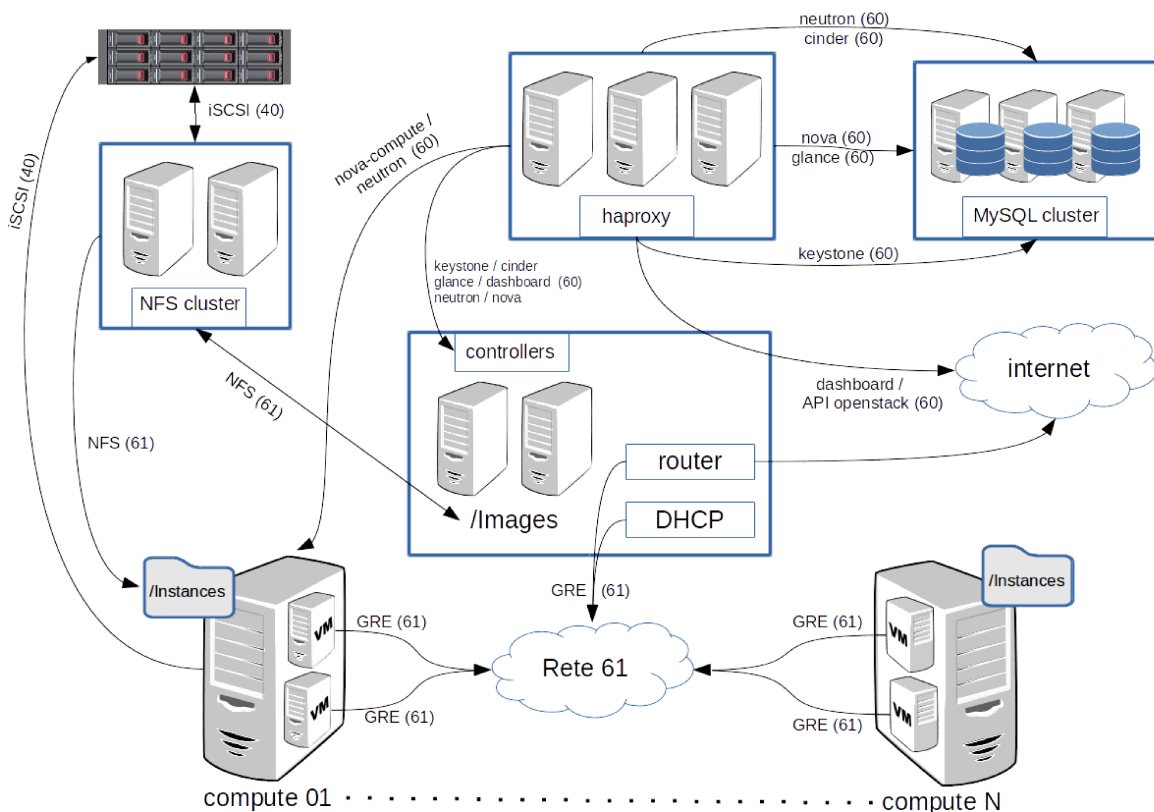 neutron (60)
cinder (60)
iSCSI (40)
nova-compute /
neutron (60)
nova (60)
glance (60)
iSCSI (40)
haproxy
MySQL cluster
keystone (60)
keystone / cinder
glance / dashboard (60)
neutron / nova
NFS cluster
controllers
internet
NFS (61)
dashboard /
API openstack (60)
NFS (61)
router
/Images
DHCP
/Instances
/Instances
GRE (61)
VM
GRE (61)
GRE (61)
VM
Rete 61
VM
GRE (61)
GRE (61)
VM
compute 01
compute N